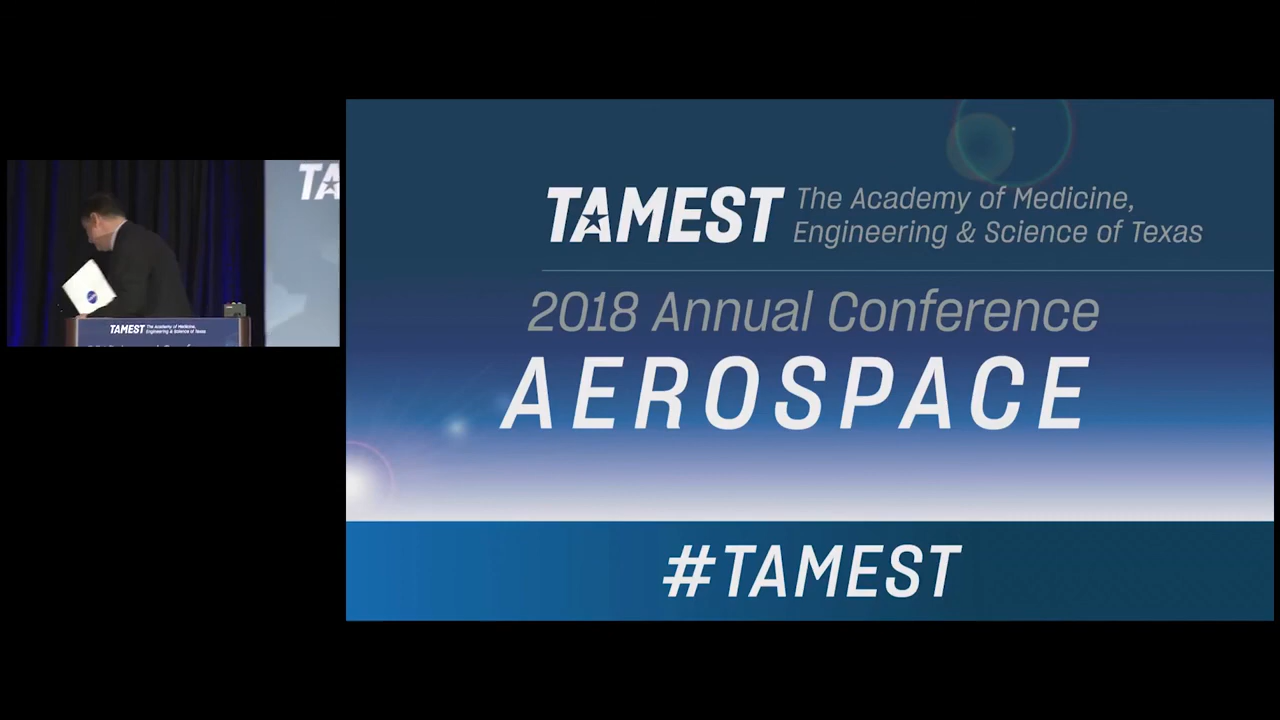 TA
TAMEST The Academy of Medicine,
Engineering & Science of Texas
TAMEST The Academy of Medicine,
Engineering & Science of Texas
2018 Annual Conference
AEROSPACE
#TAMEST